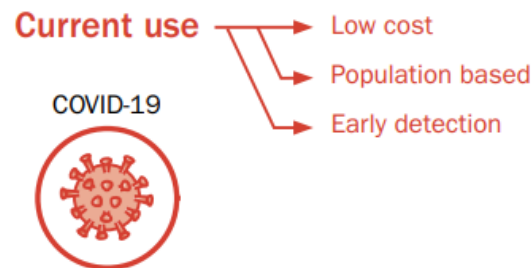 Current use
Low cost
Population based
Early detection
COVID-19